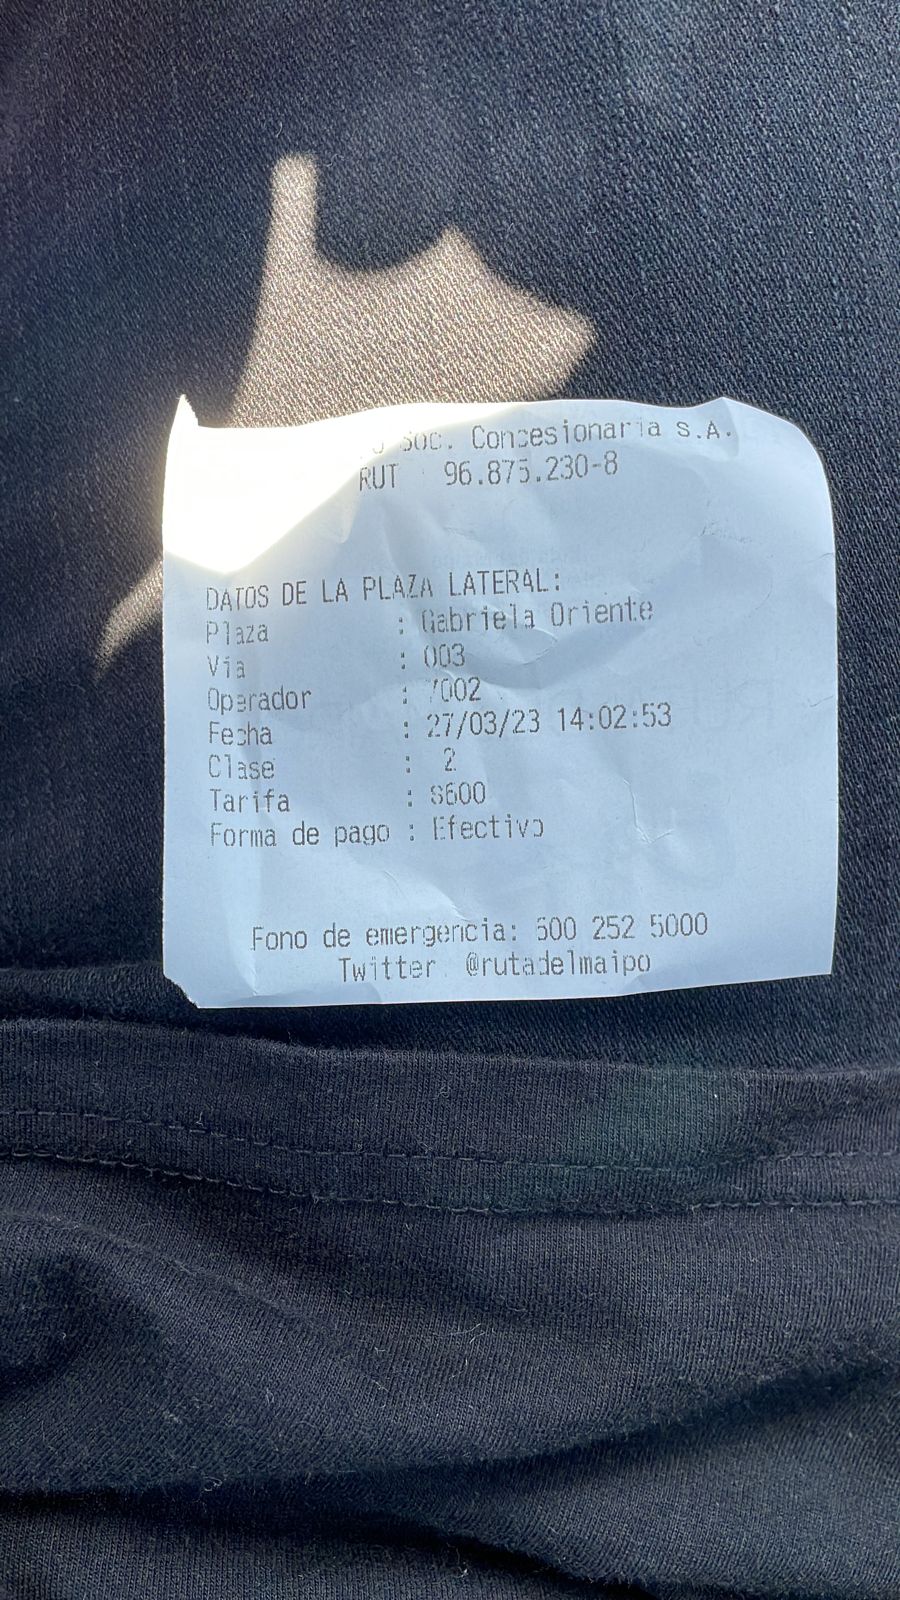 Soc. Concesionaria S.A.
RUT 96.875.230-8
DATOS DE LA PLAZA LATERAL:
Plaza : Gabriela Oriente
Via : 003
Operador : 7002
Fecha : 27/03/23 14:02:53
Clase : 2
Tarifa : $600
Forma de pago : Efectivo
Fono de emergencia: 600 252 5000
Twitter @rutadelmaipo